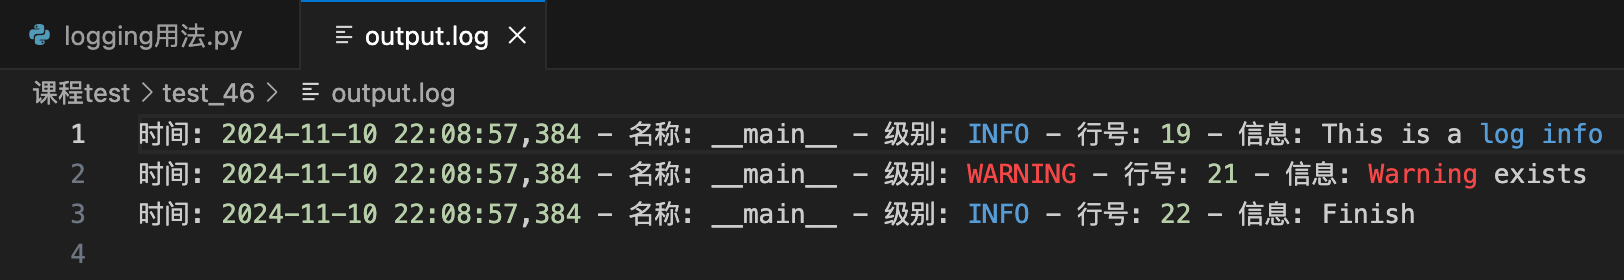 logging用法.py output.log ×
课程test > test_46 > output.log
1 时间: 2024-11-10 22:08:57,384 - 名称: __main__ - 级别: INFO - 行号: 19 - 信息: This is a log info
2 时间: 2024-11-10 22:08:57,384 - 名称: __main__ - 级别: WARNING - 行号: 21 - 信息: Warning exists
3 时间: 2024-11-10 22:08:57,384 - 名称: __main__ - 级别: INFO - 行号: 22 - 信息: Finish
4